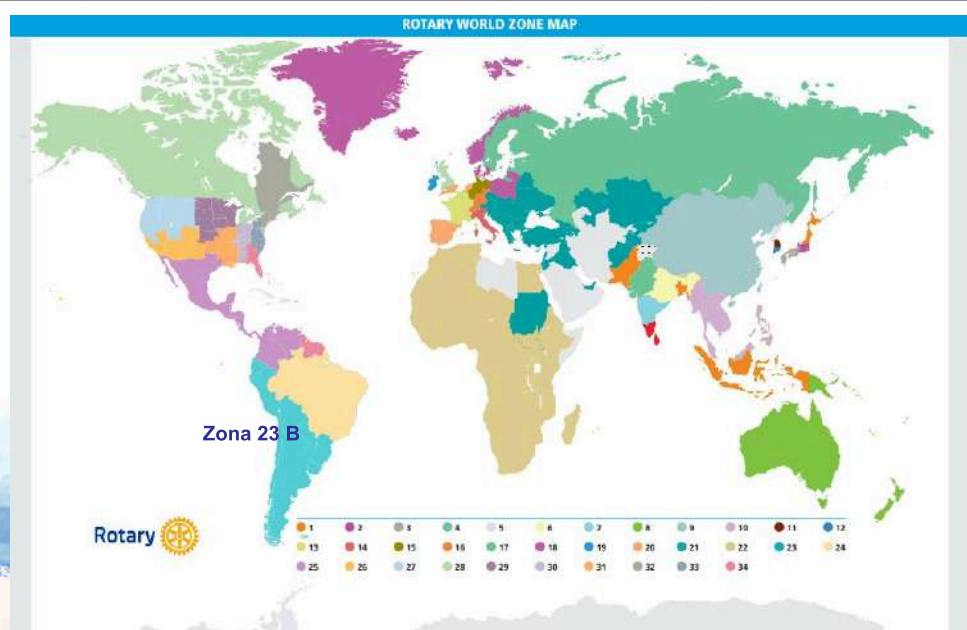 ROTARY WORLD ZONE MAP
Zona 23 B
Rotary
1 2 3 4 5 6 7 8 9 10 11 12
13 14 15 16 17 18 19 20 21 22 23 24
25 26 27 28 29 30 31 32 33 34